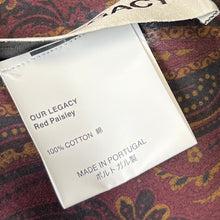 GACY
OUR LEGACY
Red Paisley
100% COTTON 綿
MADE IN PORTUGAL
ポルトガル製